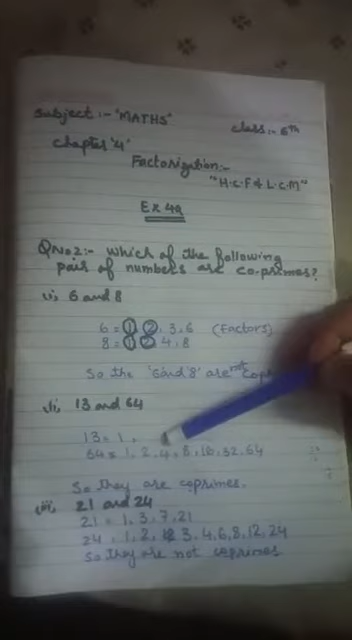 Subject :- "MATHS"
Class :- 6th
Chapter "4"
Factorization :-
"H.C.F & L.C.M"
Ex 4a
Q No 2:- Which of the following
pair of numbers are co-primes?
(i) 6 and 8
6 = 1, 2, 3, 6 (Factors)
8 = 1, 2, 4, 8
So the '6 and 8' are not
(ii) 13 and 64
13 = 1,
64 = 1, 2, 4, 8, 16, 32, 64
So they are coprimes.
(iii) 21 and 24
21 = 1, 3, 7, 21
24 = 1, 2, 3, 4, 6, 8, 12, 24
So they are not coprimes